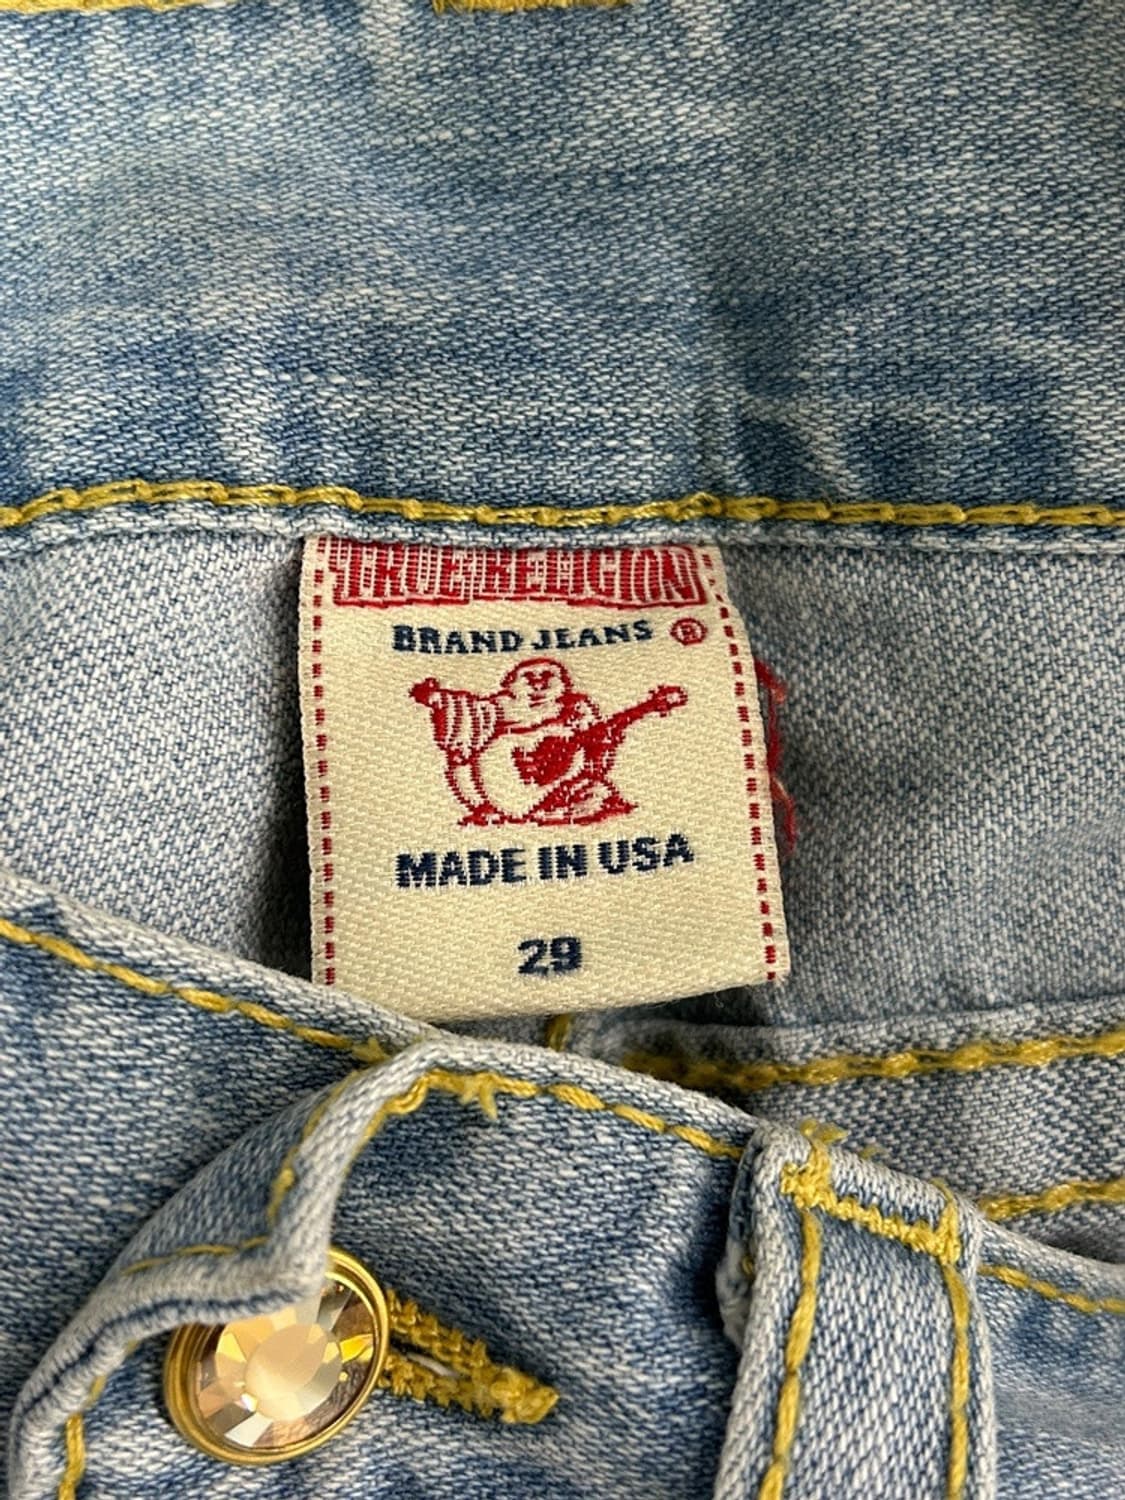 TRUE RELIGION
BRAND JEANS ®
MADE IN USA
29